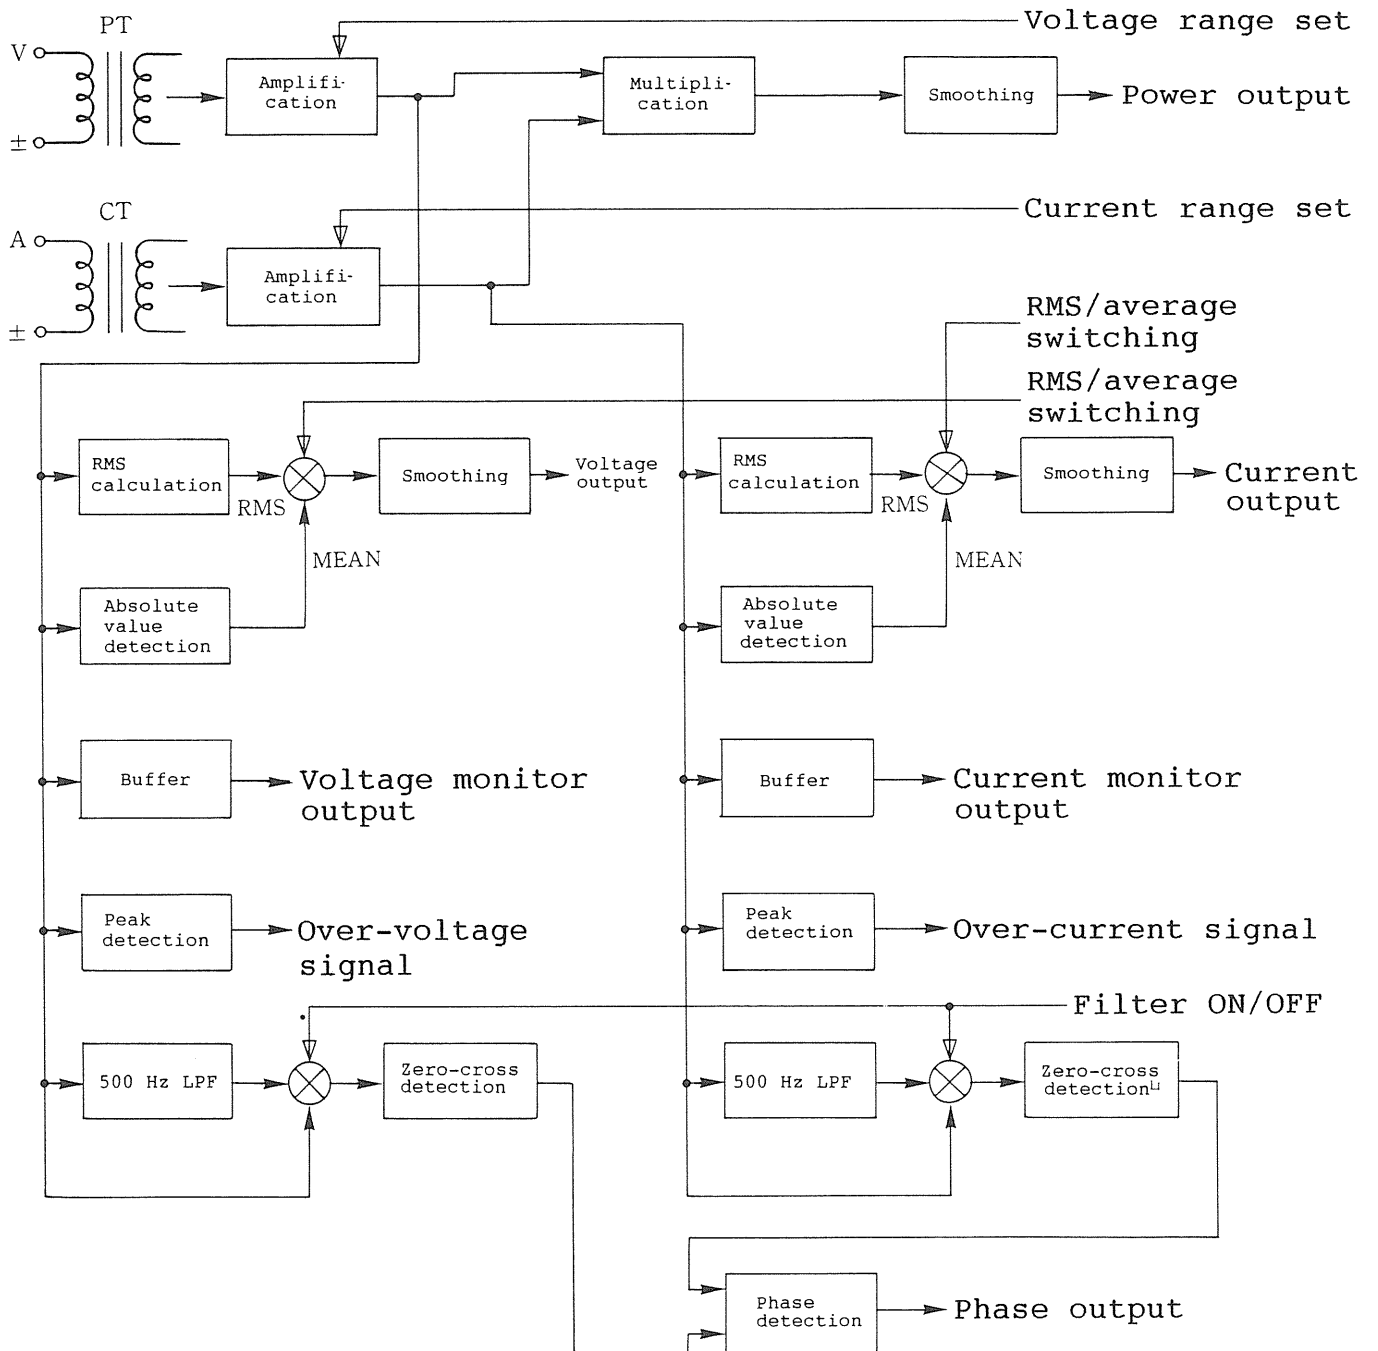 PT
Voltage range set
V
Amplifi-
cation
Multipli-
cation
Smoothing
Power output
±
CT
Current range set
A
Amplifi-
cation
±
RMS/average
switching
RMS/average
switching
RMS
calculation
RMS
Smoothing
Voltage
output
MEAN
RMS
calculation
RMS
Smoothing
Current
output
MEAN
Absolute
value
detection
Absolute
value
detection
Buffer
Voltage monitor
output
Buffer
Current monitor
output
Peak
detection
Over-voltage
signal
Peak
detection
Over-current signal
Filter ON/OFF
500 Hz LPF
Zero-cross
detection
500 Hz LPF
Zero-cross
detection
Phase
detection
Phase output